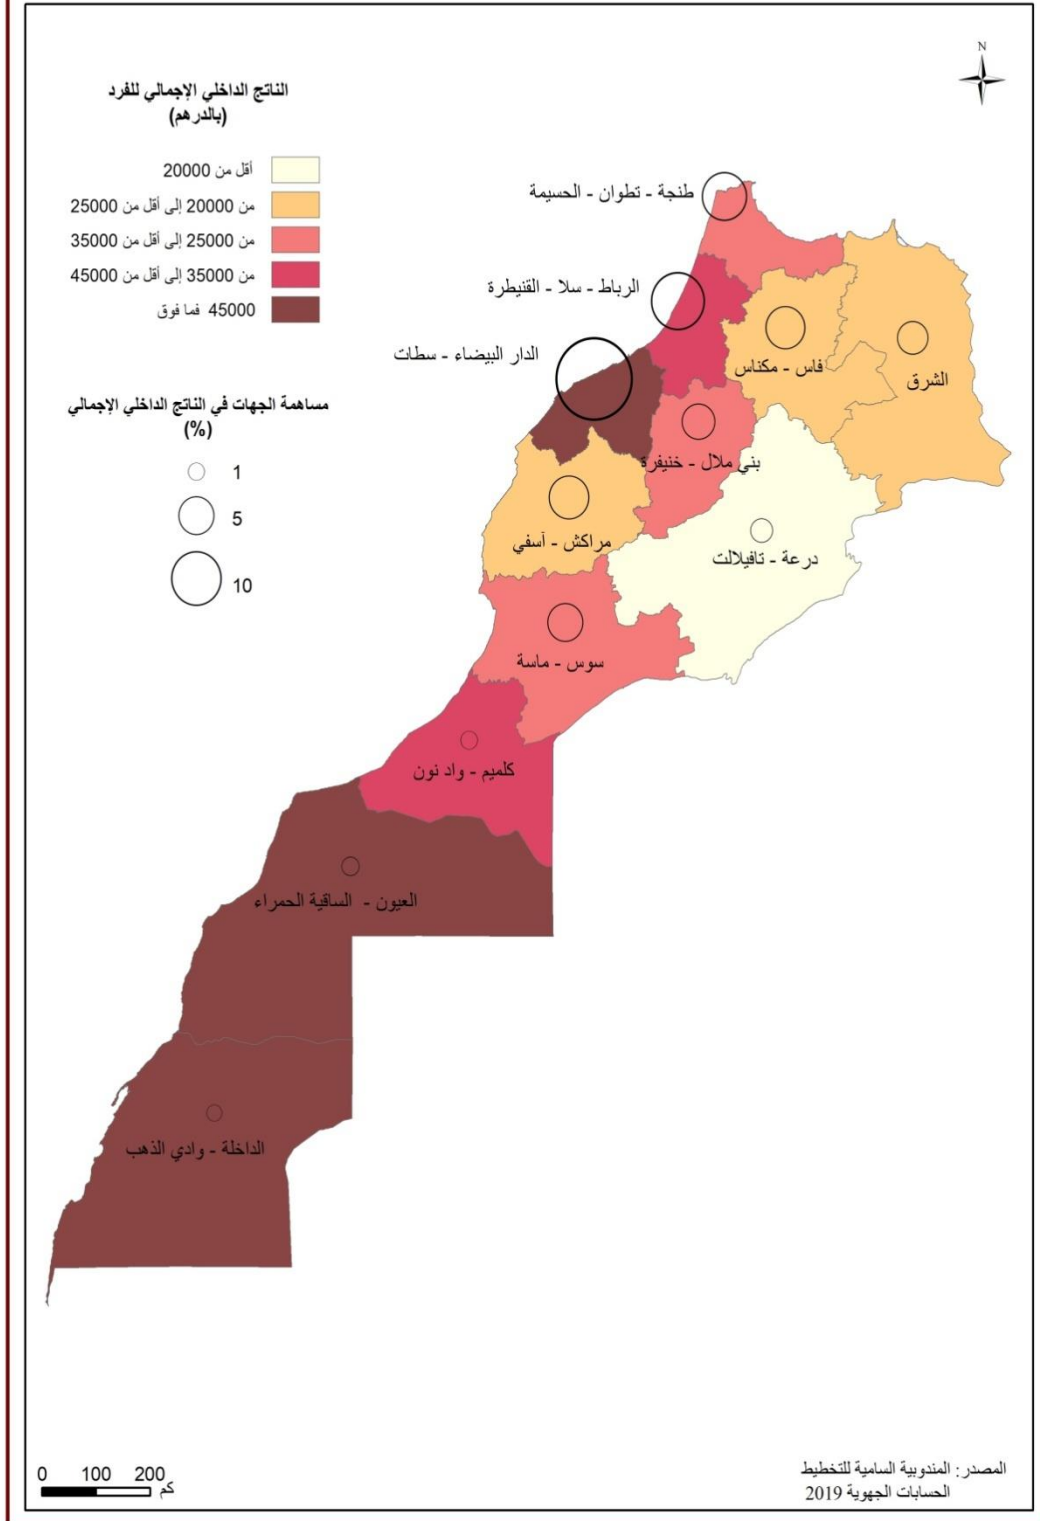 N
الناتج الداخلي الإجمالي للفرد
(بالدرهم)
أقل من 20000
من 20000 إلى أقل من 25000
من 25000 إلى أقل من 35000
من 35000 إلى أقل من 45000
45000 فما فوق
مساهمة الجهات في الناتج الداخلي الإجمالي
(%)
1
5
10
طنجة - تطوان - الحسيمة
الرباط - سلا - القنيطرة
الدار البيضاء - سطات
فاس - مكناس
الشرق
بني ملال - خنيفرة
مراكش - آسفي
درعة - تافيلالت
سوس - ماسة
كلميم - واد نون
العيون - الساقية الحمراء
الداخلة - وادي الذهب
0 100 200
كم
المصدر: المندوبية السامية للتخطيط
الحسابات الجهوية 2019